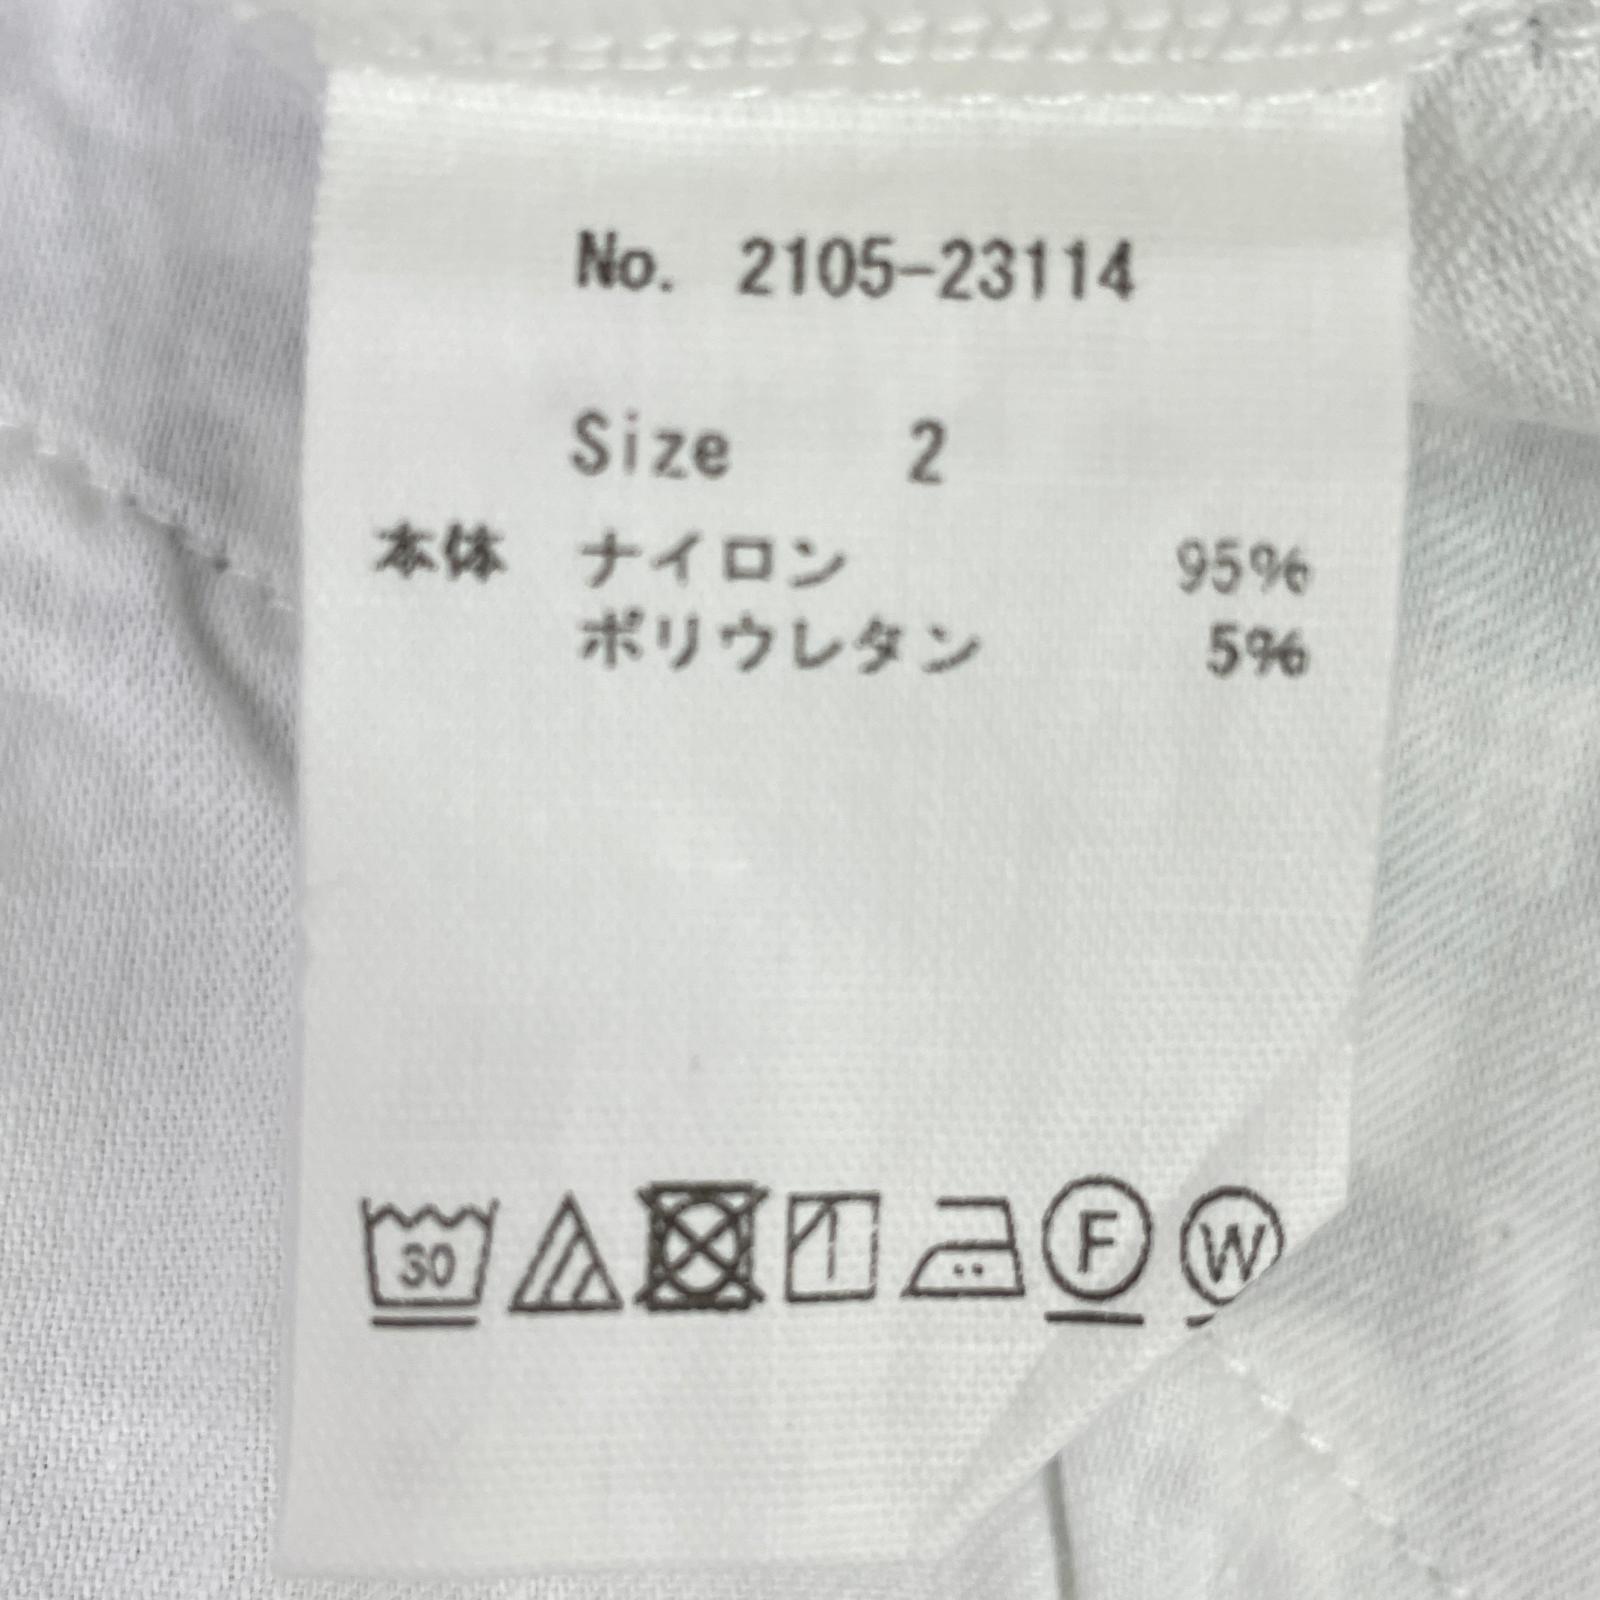 No. 2105-23114
Size 2
本体 ナイロン 95%
ポリウレタン 5%
30
F
W